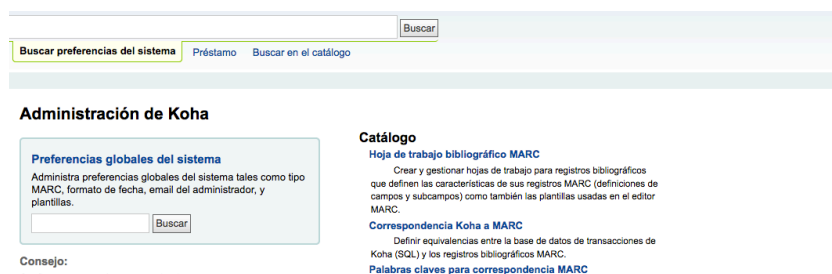 Buscar
Buscar preferencias del sistema Préstamo Buscar en el catálogo
Administración de Koha
Preferencias globales del sistema
Administra preferencias globales del sistema tales como tipo
MARC, formato de fecha, email del administrador, y
plantillas.
Buscar
Consejo:
Catálogo
Hoja de trabajo bibliográfico MARC
Crear y gestionar hojas de trabajo para registros bibliográficos
que definen las características de sus registros MARC (definiciones de
campos y subcampos) como también las plantillas usadas en el editor
MARC.
Correspondencia Koha a MARC
Definir equivalencias entre la base de datos de transacciones de
Koha (SQL) y los registros bibliográficos MARC.
Palabras claves para correspondencia MARC